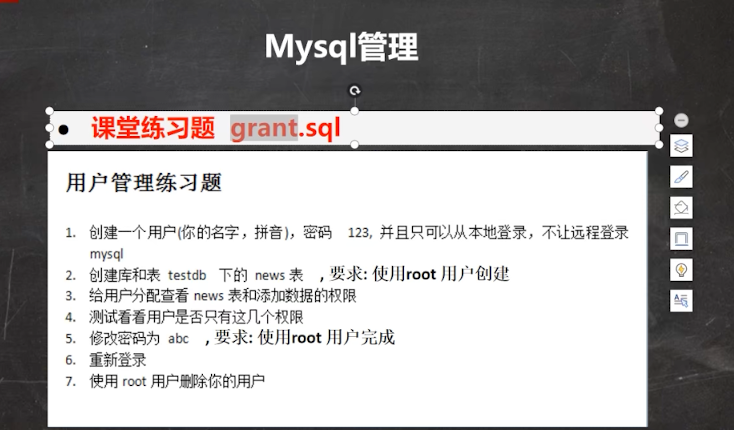 Mysql管理
● 课堂练习题 grant.sql
用户管理练习题
1. 创建一个用户(你的名字，拼音)，密码 123, 并且只可以从本地登录，不让远程登录
mysql
2. 创建库和表 testdb 下的 news 表 , 要求: 使用root 用户创建
3. 给用户分配查看 news 表和添加数据的权限
4. 测试看看用户是否只有这几个权限
5. 修改密码为 abc , 要求: 使用root 用户完成
6. 重新登录
7. 使用 root 用户删除你的用户